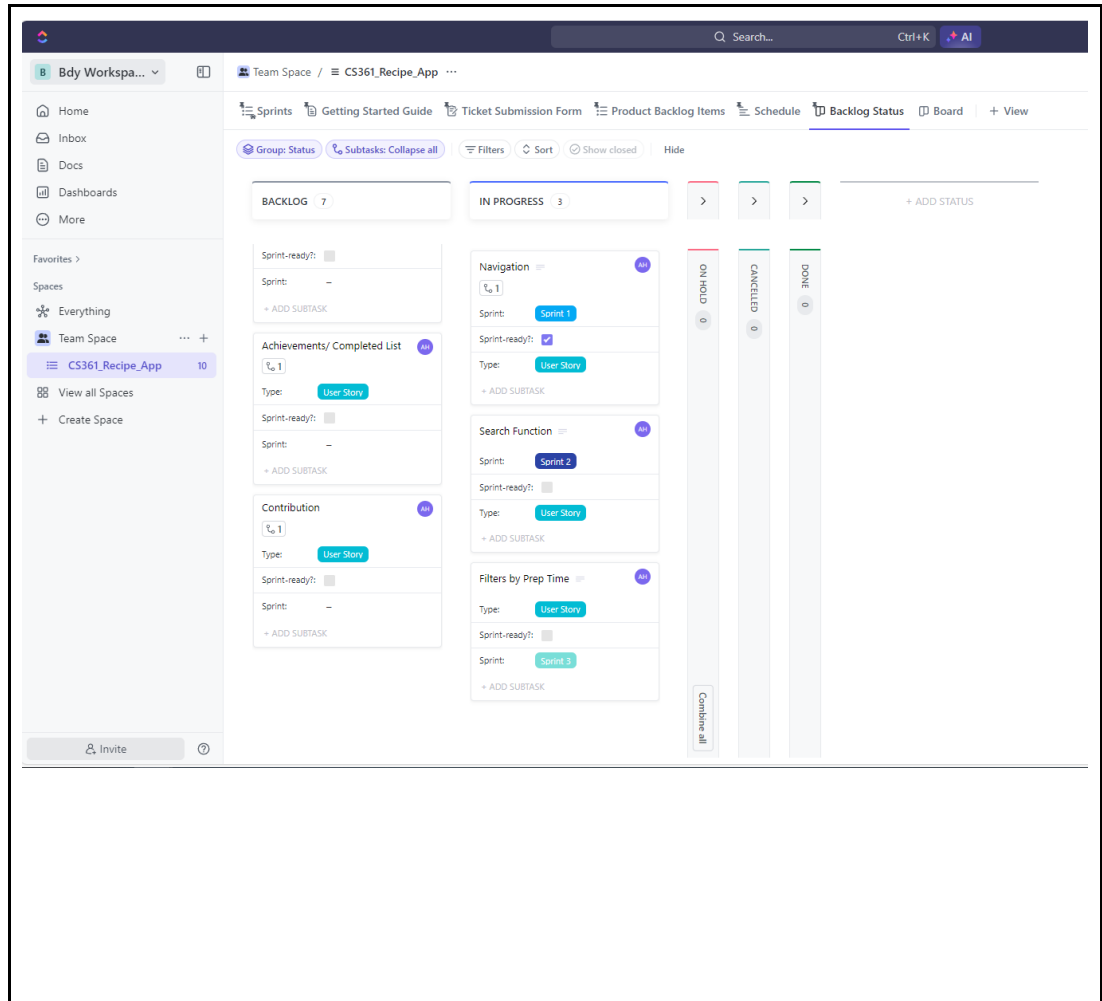 Search...
Ctrl+K
AI
B Bdy Workspa...
Team Space / CS361_Recipe_App ...
Home
Inbox
Docs
Dashboards
More
Favorites >
Spaces
Everything
Team Space ... +
CS361_Recipe_App 10
View all Spaces
+ Create Space
Invite
Sprints Getting Started Guide Ticket Submission Form Product Backlog Items Schedule Backlog Status Board + View
Group: Status Subtasks: Collapse all Filters Sort Show closed Hide
BACKLOG 7
Sprint-ready?:
Sprint: –
+ ADD SUBTASK
Achievements/ Completed List AH
1
Type: User Story
Sprint-ready?:
Sprint: –
+ ADD SUBTASK
Contribution AH
1
Type: User Story
Sprint-ready?:
Sprint: –
+ ADD SUBTASK
IN PROGRESS 3
Navigation AH
1
Sprint: Sprint 1
Sprint-ready?:
Type: User Story
+ ADD SUBTASK
Search Function AH
Sprint: Sprint 2
Sprint-ready?:
Type: User Story
+ ADD SUBTASK
Filters by Prep Time AH
Type: User Story
Sprint-ready?:
Sprint: Sprint 3
+ ADD SUBTASK
ON HOLD 0
Combine all
CANCELLED 0
DONE 0
+ ADD STATUS